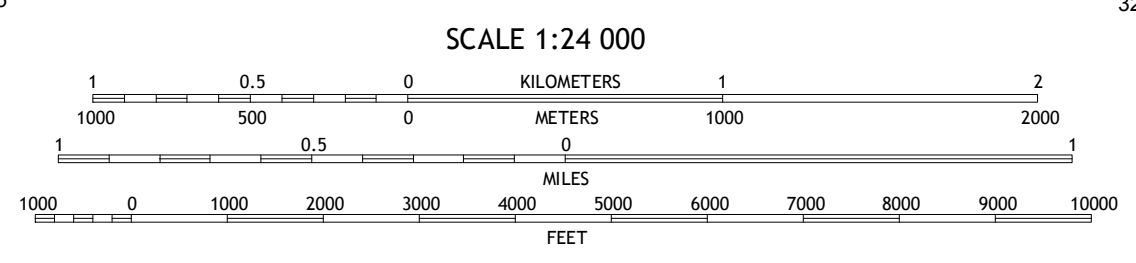 32
SCALE 1:24 000
1 0.5 0 KILOMETERS 1 2
1000 500 0 METERS 1000 2000
1 0.5 0 1
MILES
1000 0 1000 2000 3000 4000 5000 6000 7000 8000 9000 10000
FEET